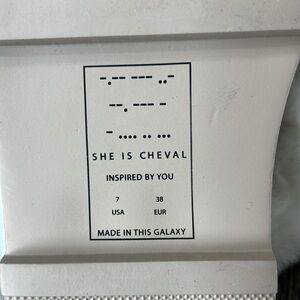 -.-- --- ..-
--. --- -
- .... .. ...
SHE IS CHEVAL
INSPIRED BY YOU
7 38
USA EUR
MADE IN THIS GALAXY